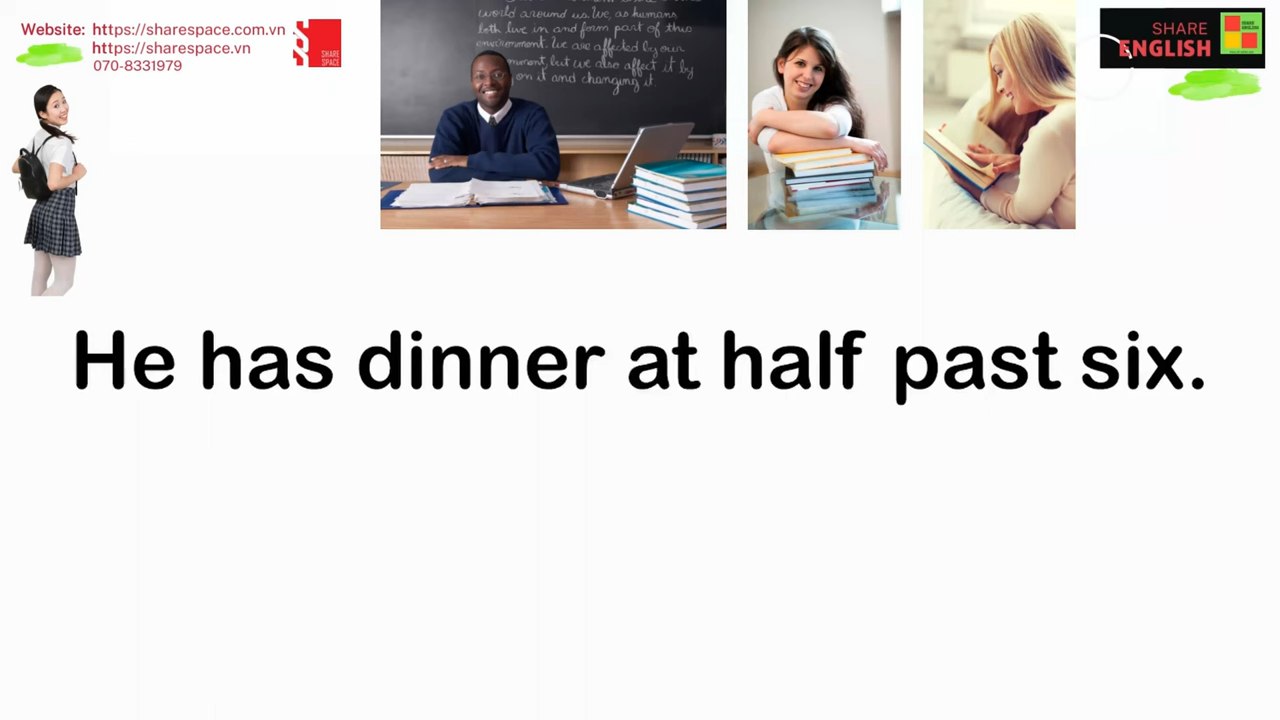 Website: https://sharespace.com.vn
https://sharespace.vn
070-8331979
SHARE
SPACE
world around us. We, as humans,
both live in and form part of this
environment. We are affected by our
but we also affect it by
on it and changing it.
SHARE
ENGLISH
He has dinner at half past six.